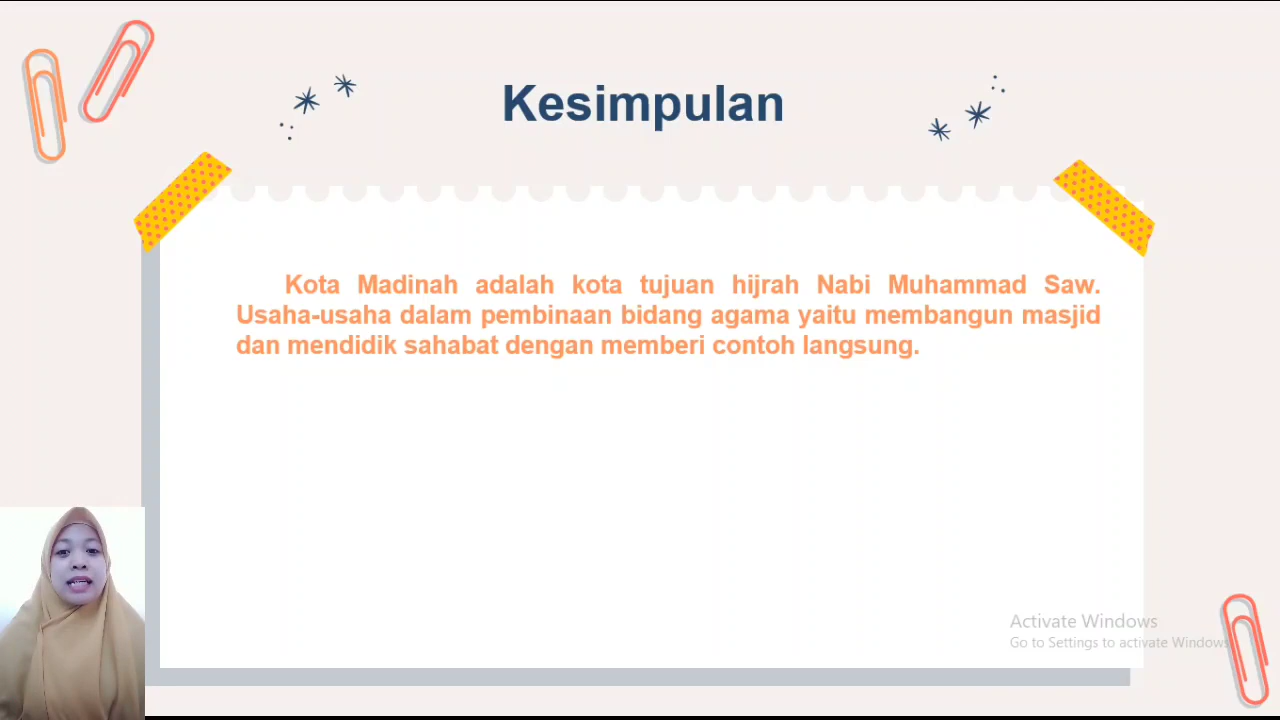 Kesimpulan
Kota Madinah adalah kota tujuan hijrah Nabi Muhammad Saw.
Usaha-usaha dalam pembinaan bidang agama yaitu membangun masjid
dan mendidik sahabat dengan memberi contoh langsung.
Activate Windows
Go to Settings to activate Windows.